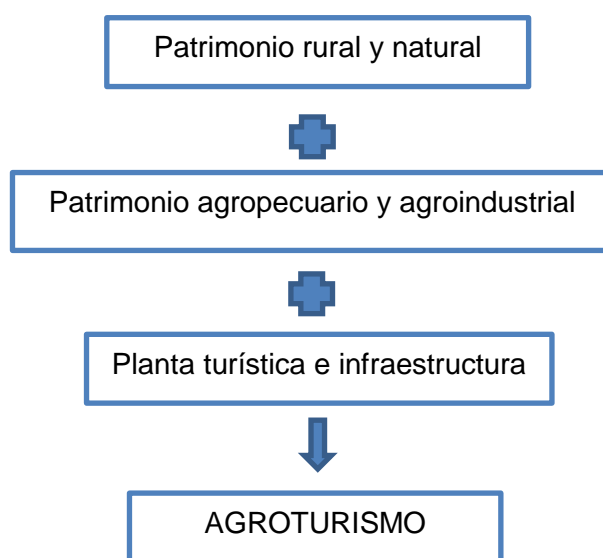 Patrimonio rural y natural
Patrimonio agropecuario y agroindustrial
Planta turística e infraestructura
AGROTURISMO